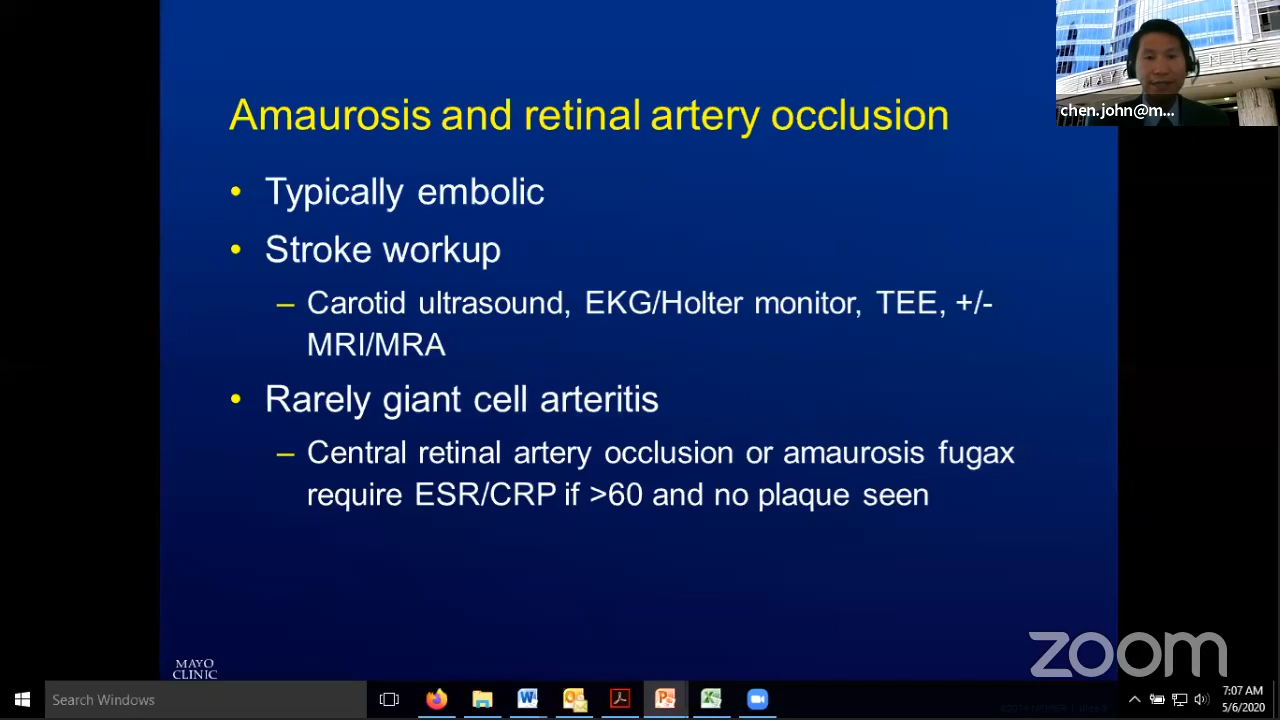 Amaurosis and retinal artery occlusion
chen.john@m...
• Typically embolic
• Stroke workup
– Carotid ultrasound, EKG/Holter monitor, TEE, +/-
MRI/MRA
• Rarely giant cell arteritis
– Central retinal artery occlusion or amaurosis fugax
require ESR/CRP if >60 and no plaque seen
MAYO
CLINIC
zoom
Search Windows
7:07 AM
5/6/2020